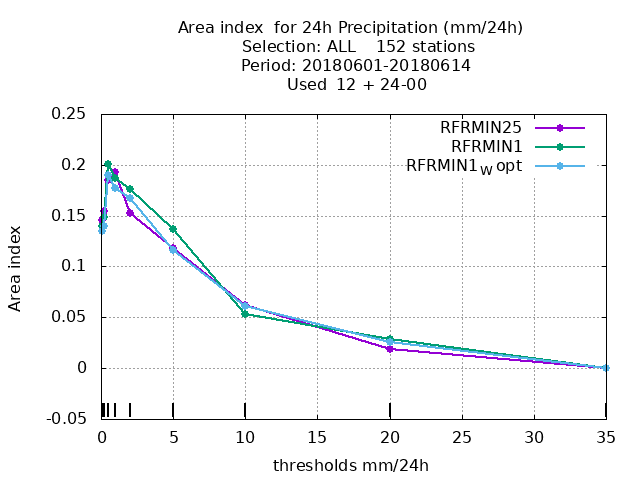 Area index  for 24h Precipitation (mm/24h)
Selection: ALL    152 stations
Period: 20180601-20180614
Used  12 + 24-00
RFRMIN25
RFRMIN1
RFRMIN1w opt
0.25
0.2
0.15
0.1
0.05
0
-0.05
Area index
0 5 10 15 20 25 30 35
thresholds mm/24h